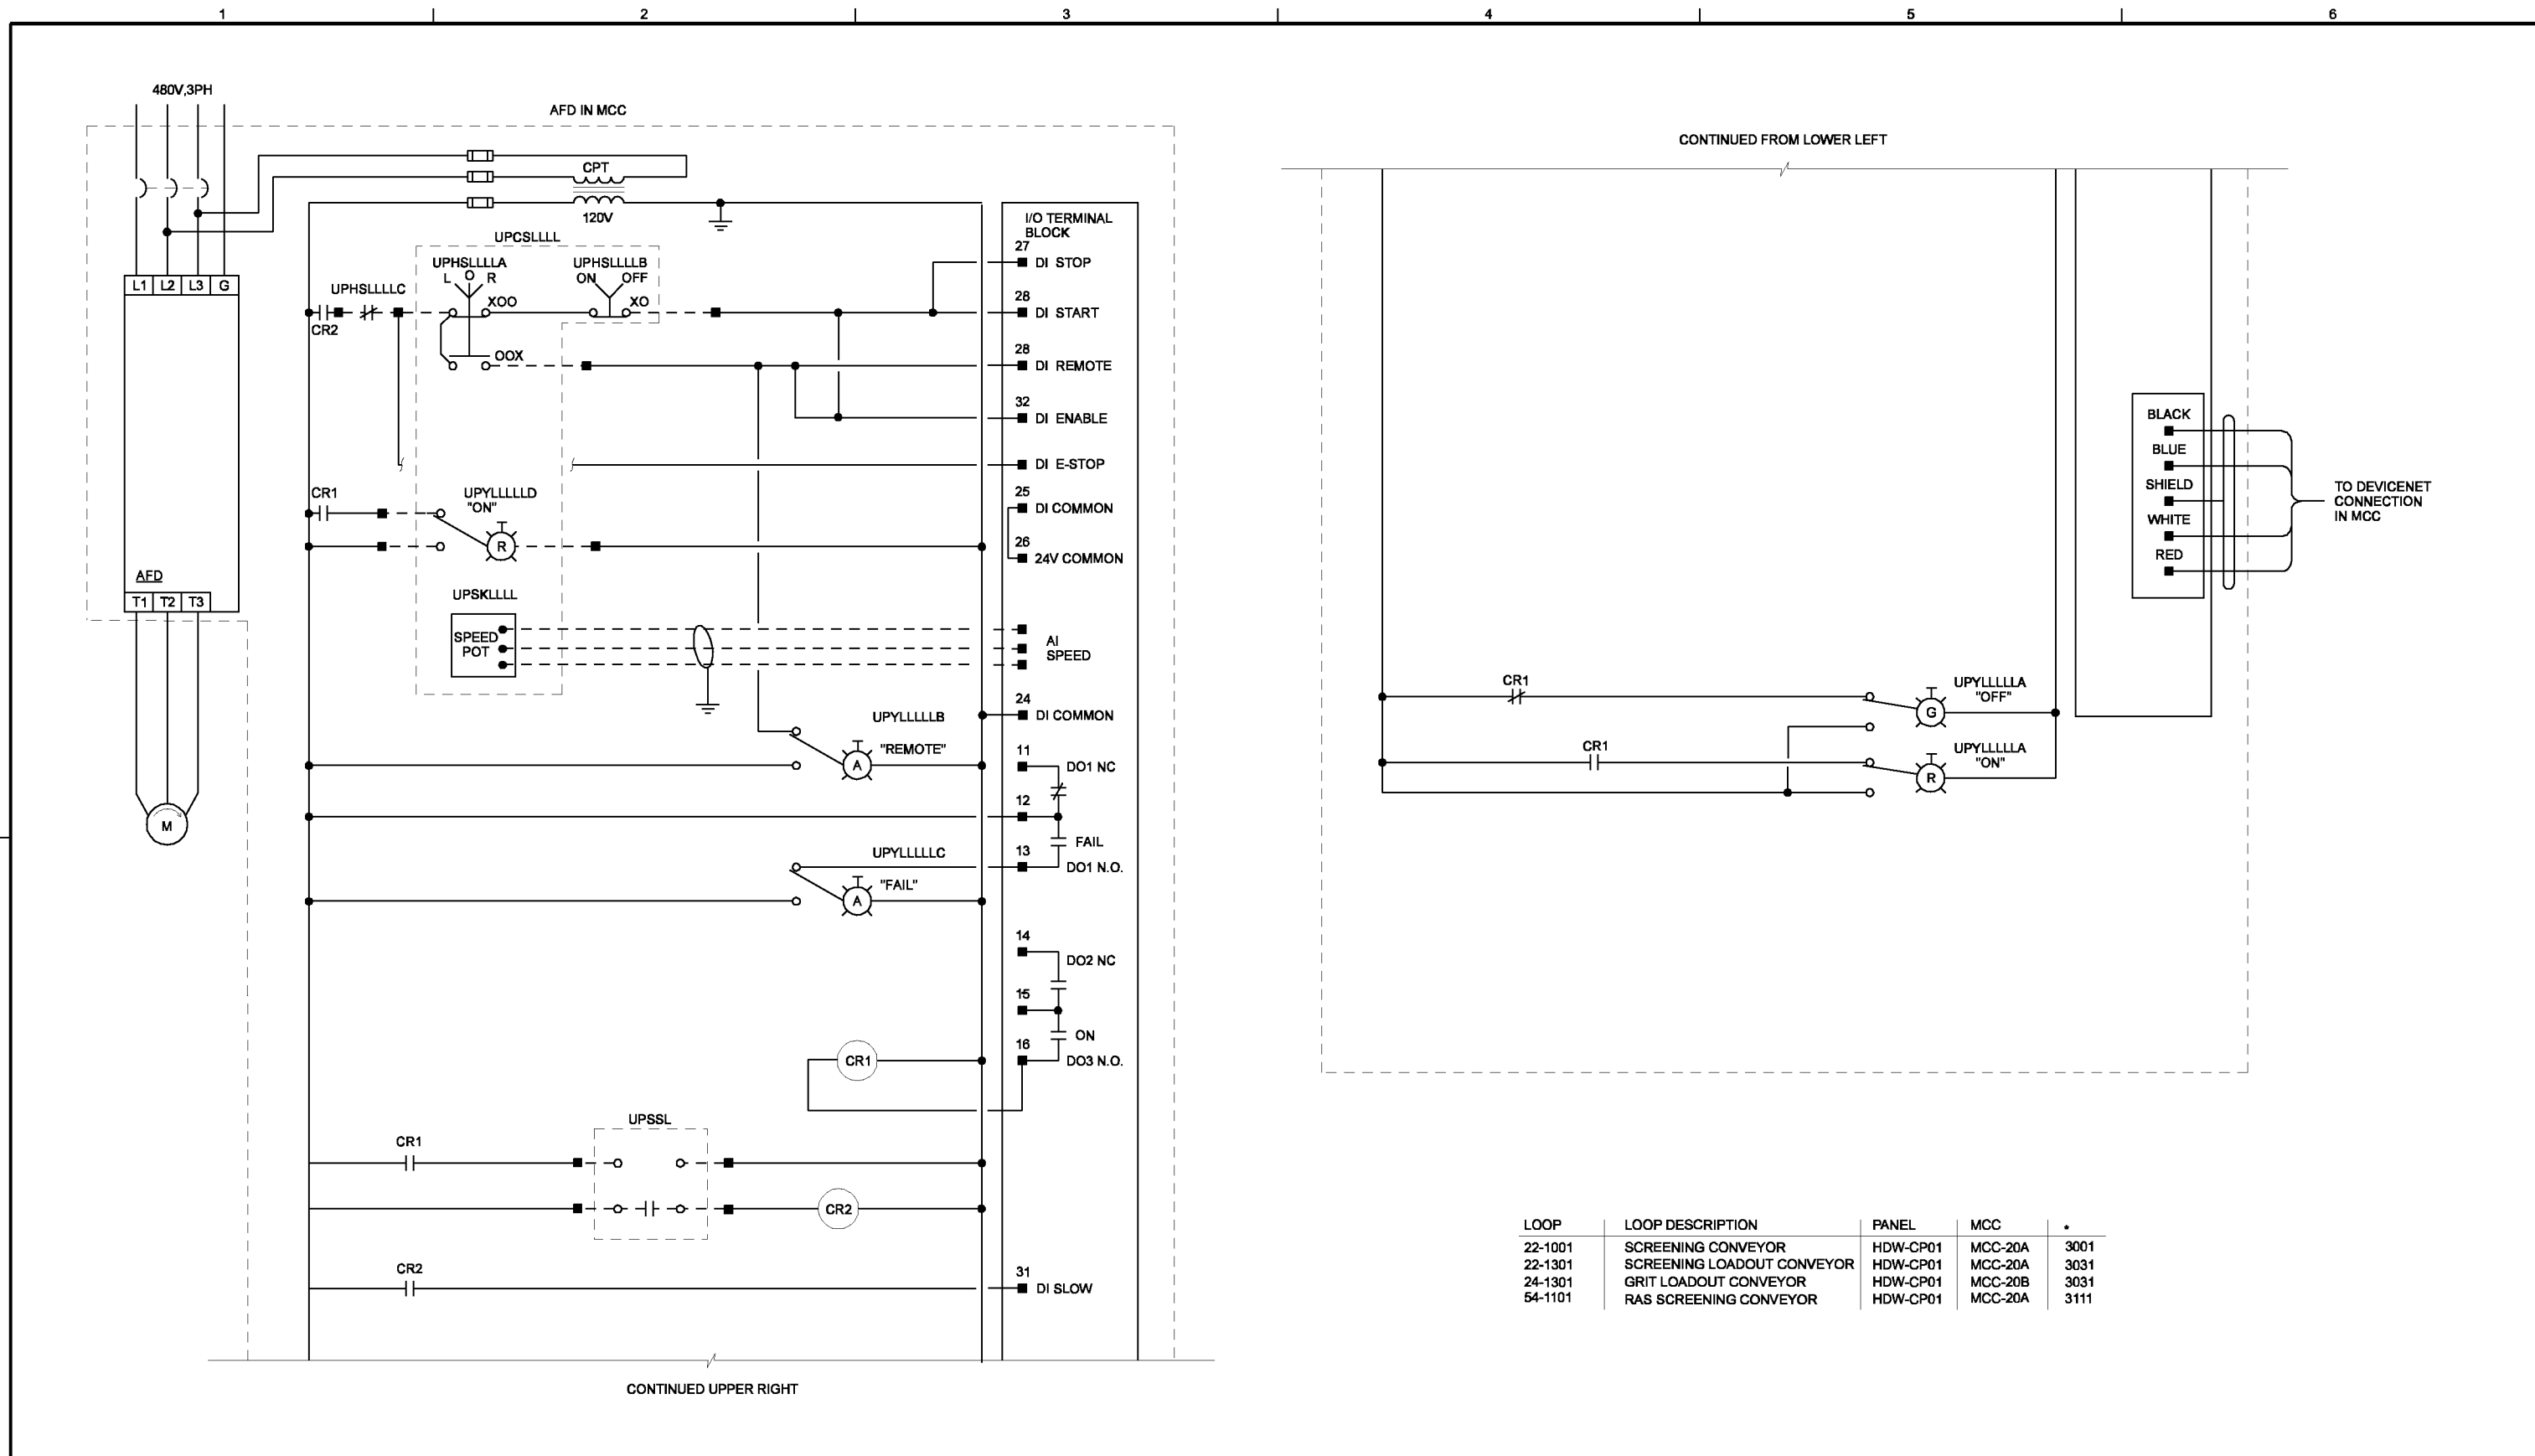 1 2 3 4 5 6
480V,3PH
AFD IN MCC
CPT
120V
L1 L2 L3 G
AFD
T1 T2 T3
M
UPCSLLLL
UPHSLLLLA
L O R
XOO
UPHSLLLLB
ON OFF
XO
UPHSLLLLC
CR2
OOX
CR1
UPYLLLLLD
"ON"
R
UPSKLLLL
SPEED
POT
UPYLLLLLB
"REMOTE"
A
UPYLLLLLC
"FAIL"
A
CR1
UPSSL
CR1
CR2
CR2
I/O TERMINAL
BLOCK
27
DI STOP
28
DI START
28
DI REMOTE
32
DI ENABLE
DI E-STOP
25
DI COMMON
26
24V COMMON
AI
SPEED
24
DI COMMON
11
DO1 NC
12
FAIL
13
DO1 N.O.
14
DO2 NC
15
ON
16
DO3 N.O.
31
DI SLOW
CONTINUED UPPER RIGHT
CONTINUED FROM LOWER LEFT
BLACK
BLUE
SHIELD
WHITE
RED
TO DEVICENET
CONNECTION
IN MCC
CR1
UPYLLLLLA
"OFF"
G
CR1
UPYLLLLLA
"ON"
R
LOOP LOOP DESCRIPTION PANEL MCC *
22-1001 SCREENING CONVEYOR HDW-CP01 MCC-20A 3001
22-1301 SCREENING LOADOUT CONVEYOR HDW-CP01 MCC-20A 3031
24-1301 GRIT LOADOUT CONVEYOR HDW-CP01 MCC-20B 3031
54-1101 RAS SCREENING CONVEYOR HDW-CP01 MCC-20A 3111